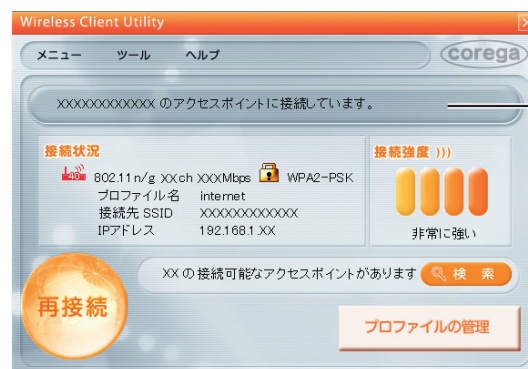 Wireless Client Utility
メニュー ツール ヘルプ corega
XXXXXXXXXXXX のアクセスポイントに接続しています。
接続状況
802.11n/g XXch XXXMbps WPA2-PSK
プロファイル名 internet
接続先 SSID XXXXXXXXXXXX
IPアドレス 192.168.1.XX
接続強度 )))
非常に強い
XX の接続可能なアクセスポイントがあります 検 索
再接続
プロファイルの管理